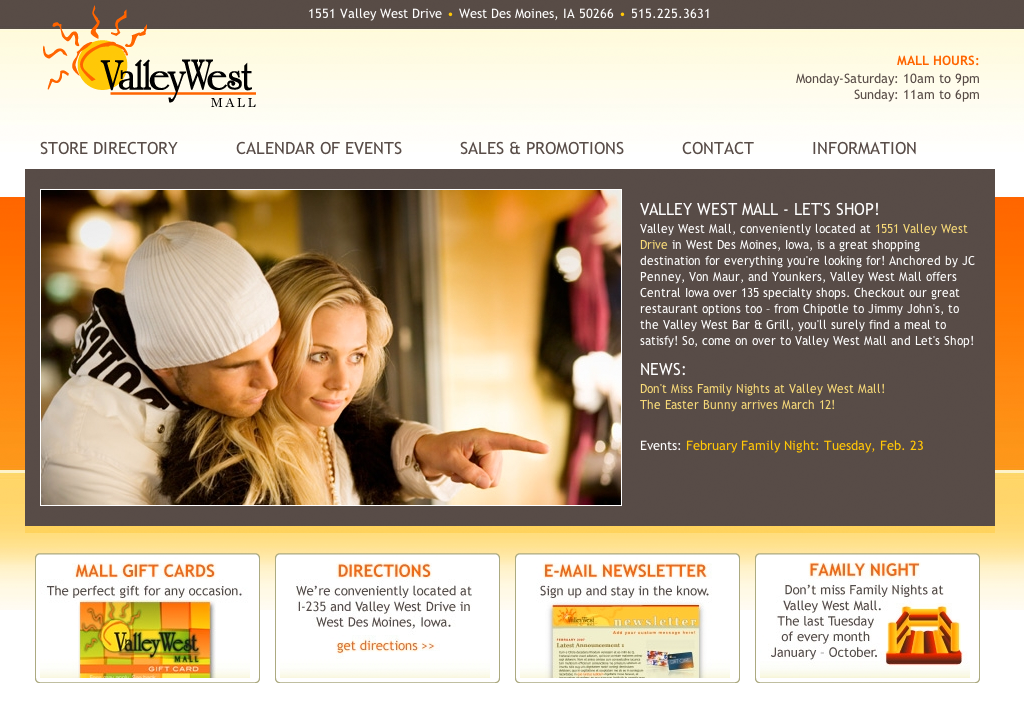 1551 Valley West Drive • West Des Moines, IA 50266 • 515.225.3631
ValleyWest
MALL
MALL HOURS:
Monday-Saturday: 10am to 9pm
Sunday: 11am to 6pm
STORE DIRECTORY CALENDAR OF EVENTS SALES & PROMOTIONS CONTACT INFORMATION
VALLEY WEST MALL - LET'S SHOP!
Valley West Mall, conveniently located at 1551 Valley West
Drive in West Des Moines, Iowa, is a great shopping
destination for everything you're looking for! Anchored by JC
Penney, Von Maur, and Younkers, Valley West Mall offers
Central Iowa over 135 specialty shops. Checkout our great
restaurant options too - from Chipotle to Jimmy John's, to
the Valley West Bar & Grill, you'll surely find a meal to
satisfy! So, come on over to Valley West Mall and Let's Shop!
NEWS:
Don't Miss Family Nights at Valley West Mall!
The Easter Bunny arrives March 12!
Events: February Family Night: Tuesday, Feb. 23
MALL GIFT CARDS
The perfect gift for any occasion.
ValleyWest
MALL
GIFT CARD
DIRECTIONS
We're conveniently located at
I-235 and Valley West Drive in
West Des Moines, Iowa.
get directions >>
E-MAIL NEWSLETTER
Sign up and stay in the know.
newsletter
Add your custom message here!
FEBRUARY 2007
Latest Announcements
FAMILY NIGHT
Don't miss Family Nights at
Valley West Mall.
The last Tuesday
of every month
January - October.